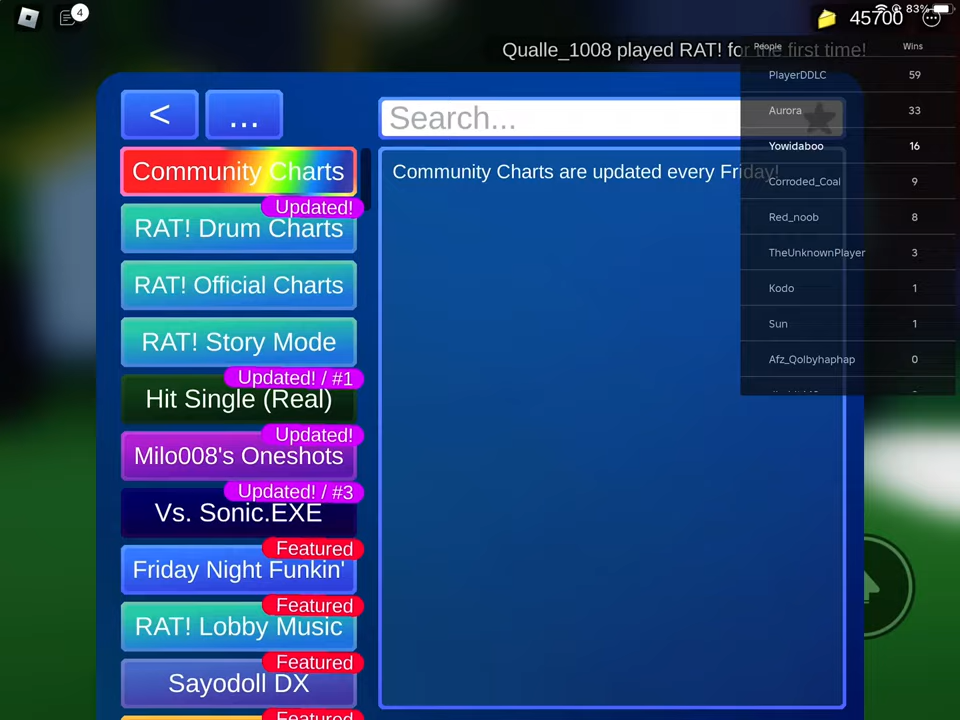 4
83%
45700
Qualle_1008 played RAT! for the first time!
People Wins
PlayerDDLC 59
Aurora 33
Yowidaboo 16
Corroded_Coal 9
Red_noob 8
TheUnknownPlayer 3
Kodo 1
Sun 1
Afz_Qolbyhaphap 0
< ...
Search...
Community Charts are updated every Friday!
Community Charts
Updated!
RAT! Drum Charts
RAT! Official Charts
RAT! Story Mode
Updated! / #1
Hit Single (Real)
Updated!
Milo008's Oneshots
Updated! / #3
Vs. Sonic.EXE
Featured
Friday Night Funkin'
Featured
RAT! Lobby Music
Featured
Sayodoll DX
Featured